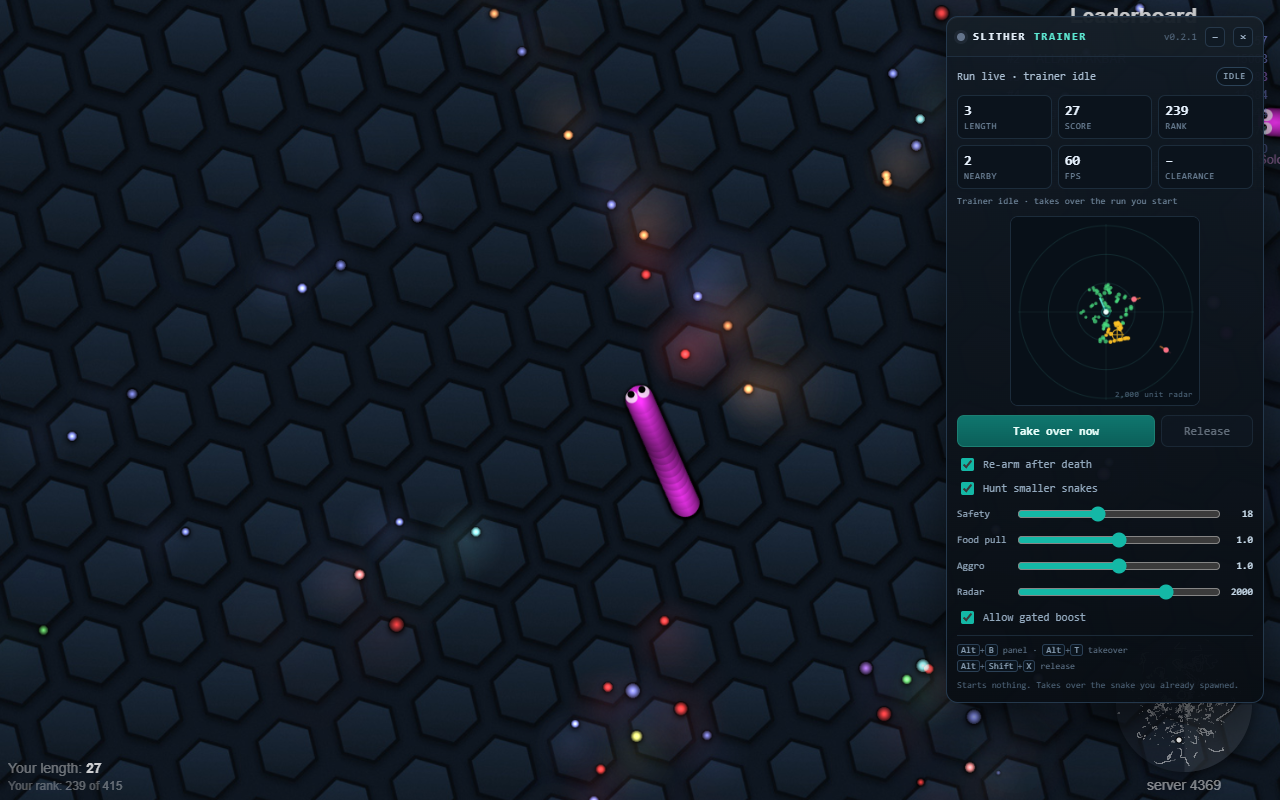 Leaderboard
SLITHER TRAINER v0.2.1 − ×
Run live · trainer idle IDLE
3 27 239
LENGTH SCORE RANK
2 60 –
NEARBY FPS CLEARANCE
Trainer idle · takes over the run you start
2,000 unit radar
Take over now Release
Re-arm after death
Hunt smaller snakes
Safety 18
Food pull 1.0
Aggro 1.0
Radar 2000
Allow gated boost
Alt+B panel · Alt+T takeover
Alt+Shift+X release
Starts nothing. Takes over the snake you already spawned.
Your length: 27
Your rank: 239 of 415
server 4369